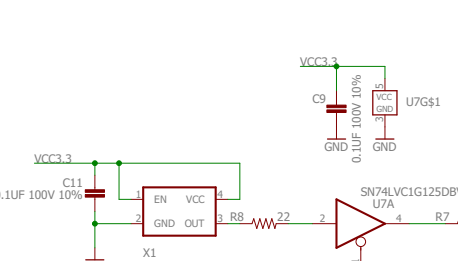 VCC3.3
C9
0.1UF 100V 10%
5
VCC
GND
3
U7G$1
GND
GND
VCC3.3
C11
.1UF 100V 10%
1
EN
VCC
4
2
GND
OUT
3
X1
R8
22
SN74LVC1G125DBV
U7A
2
4
R7